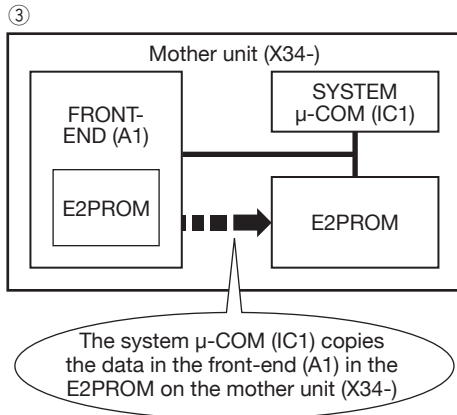 ③
Mother unit (X34-)
FRONT-
END (A1)
E2PROM
SYSTEM
μ-COM (IC1)
E2PROM
The system μ-COM (IC1) copies
the data in the front-end (A1) in the
E2PROM on the mother unit (X34-)